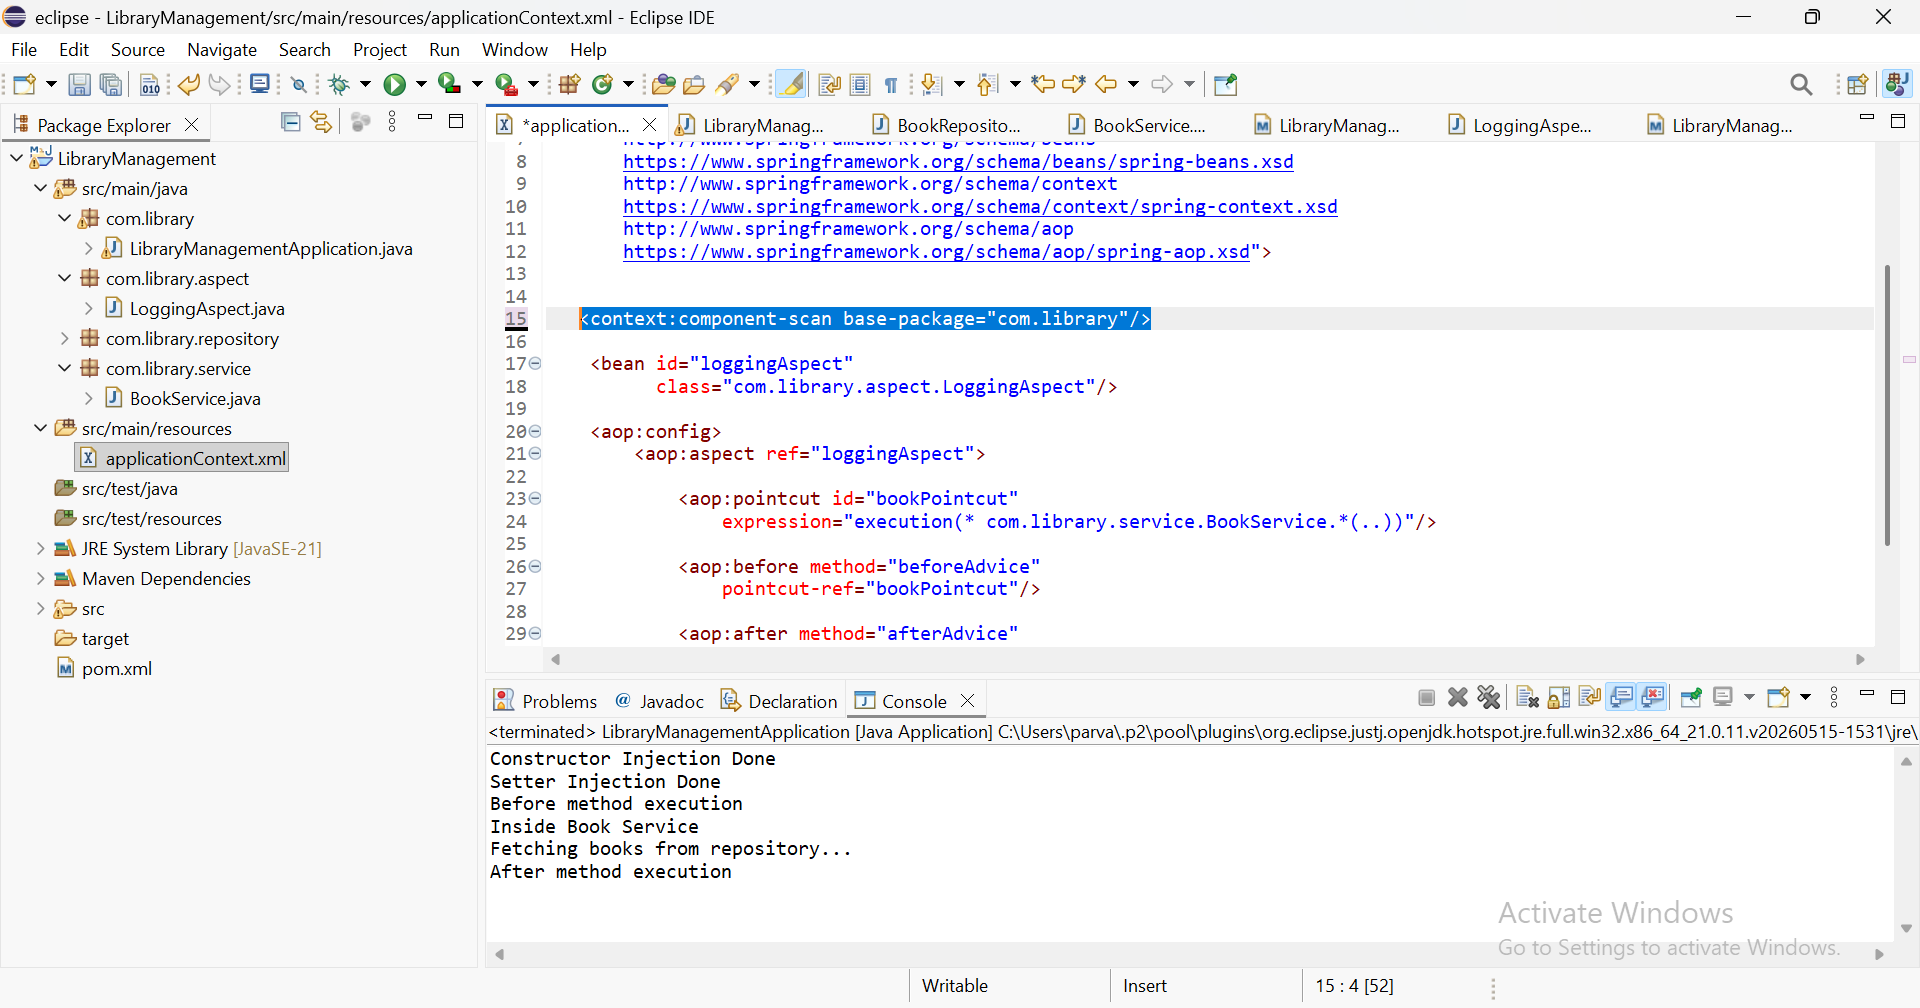 eclipse - LibraryManagement/src/main/resources/applicationContext.xml - Eclipse IDE
File Edit Source Navigate Search Project Run Window Help
Package Explorer
LibraryManagement
src/main/java
com.library
LibraryManagementApplication.java
com.library.aspect
LoggingAspect.java
com.library.repository
com.library.service
BookService.java
src/main/resources
applicationContext.xml
src/test/java
src/test/resources
JRE System Library [JavaSE-21]
Maven Dependencies
src
target
pom.xml
*application... LibraryManag... BookReposito... BookService.... LibraryManag... LoggingAspe... LibraryManag...
8 https://www.springframework.org/schema/beans/spring-beans.xsd
9 http://www.springframework.org/schema/context
10 https://www.springframework.org/schema/context/spring-context.xsd
11 http://www.springframework.org/schema/aop
12 https://www.springframework.org/schema/aop/spring-aop.xsd">
13
14
15 <context:component-scan base-package="com.library"/>
16
17 <bean id="loggingAspect"
18 class="com.library.aspect.LoggingAspect"/>
19
20 <aop:config>
21 <aop:aspect ref="loggingAspect">
22
23 <aop:pointcut id="bookPointcut"
24 expression="execution(* com.library.service.BookService.*(..))"/>
25
26 <aop:before method="beforeAdvice"
27 pointcut-ref="bookPointcut"/>
28
29 <aop:after method="afterAdvice"
Problems Javadoc Declaration Console
<terminated> LibraryManagementApplication [Java Application] C:\Users\parva\.p2\pool\plugins\org.eclipse.justj.openjdk.hotspot.jre.full.win32.x86_64_21.0.11.v20260515-1531\jre\
Constructor Injection Done
Setter Injection Done
Before method execution
Inside Book Service
Fetching books from repository...
After method execution
Activate Windows
Go to Settings to activate Windows.
Writable Insert 15 : 4 [52]